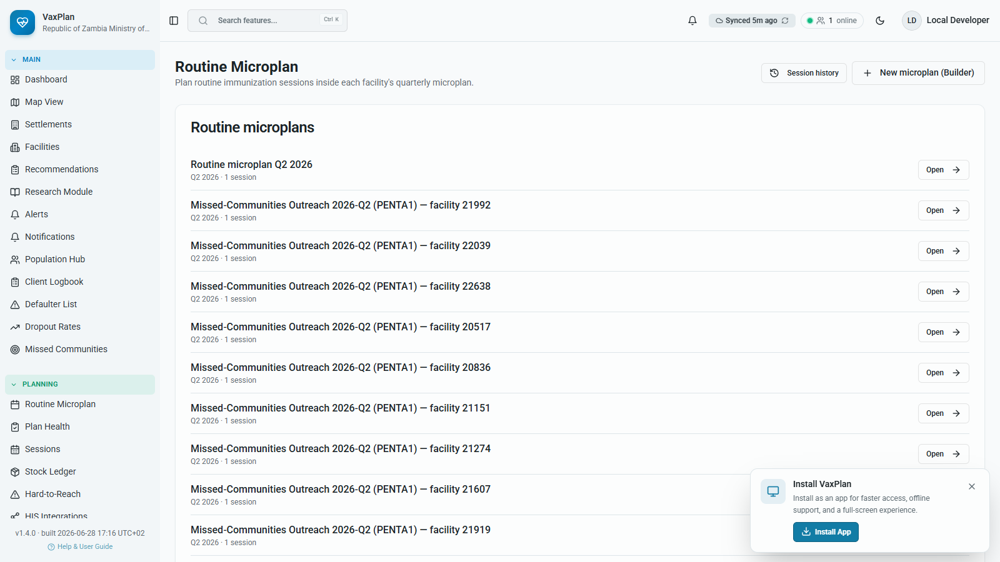 VaxPlan
Republic of Zambia Ministry of...
MAIN
Dashboard
Map View
Settlements
Facilities
Recommendations
Research Module
Alerts
Notifications
Population Hub
Client Logbook
Defaulter List
Dropout Rates
Missed Communities
PLANNING
Routine Microplan
Plan Health
Sessions
Stock Ledger
Hard-to-Reach
HIS Integrations
v1.4.0 · built 2026-06-28 17:16 UTC+02
Help & User Guide
Search features...
Ctrl K
Synced 5m ago
1 online
LD
Local Developer
Routine Microplan
Plan routine immunization sessions inside each facility's quarterly microplan.
Session history
New microplan (Builder)
Routine microplans
Routine microplan Q2 2026
Q2 2026 · 1 session
Open
Missed-Communities Outreach 2026-Q2 (PENTA1) — facility 21992
Q2 2026 · 1 session
Open
Missed-Communities Outreach 2026-Q2 (PENTA1) — facility 22039
Q2 2026 · 1 session
Open
Missed-Communities Outreach 2026-Q2 (PENTA1) — facility 22638
Q2 2026 · 1 session
Open
Missed-Communities Outreach 2026-Q2 (PENTA1) — facility 20517
Q2 2026 · 1 session
Open
Missed-Communities Outreach 2026-Q2 (PENTA1) — facility 20836
Q2 2026 · 1 session
Open
Missed-Communities Outreach 2026-Q2 (PENTA1) — facility 21151
Q2 2026 · 1 session
Open
Missed-Communities Outreach 2026-Q2 (PENTA1) — facility 21274
Q2 2026 · 1 session
Open
Missed-Communities Outreach 2026-Q2 (PENTA1) — facility 21607
Q2 2026 · 1 session
Missed-Communities Outreach 2026-Q2 (PENTA1) — facility 21919
Q2 2026 · 1 session
Install VaxPlan
Install as an app for faster access, offline
support, and a full-screen experience.
Install App